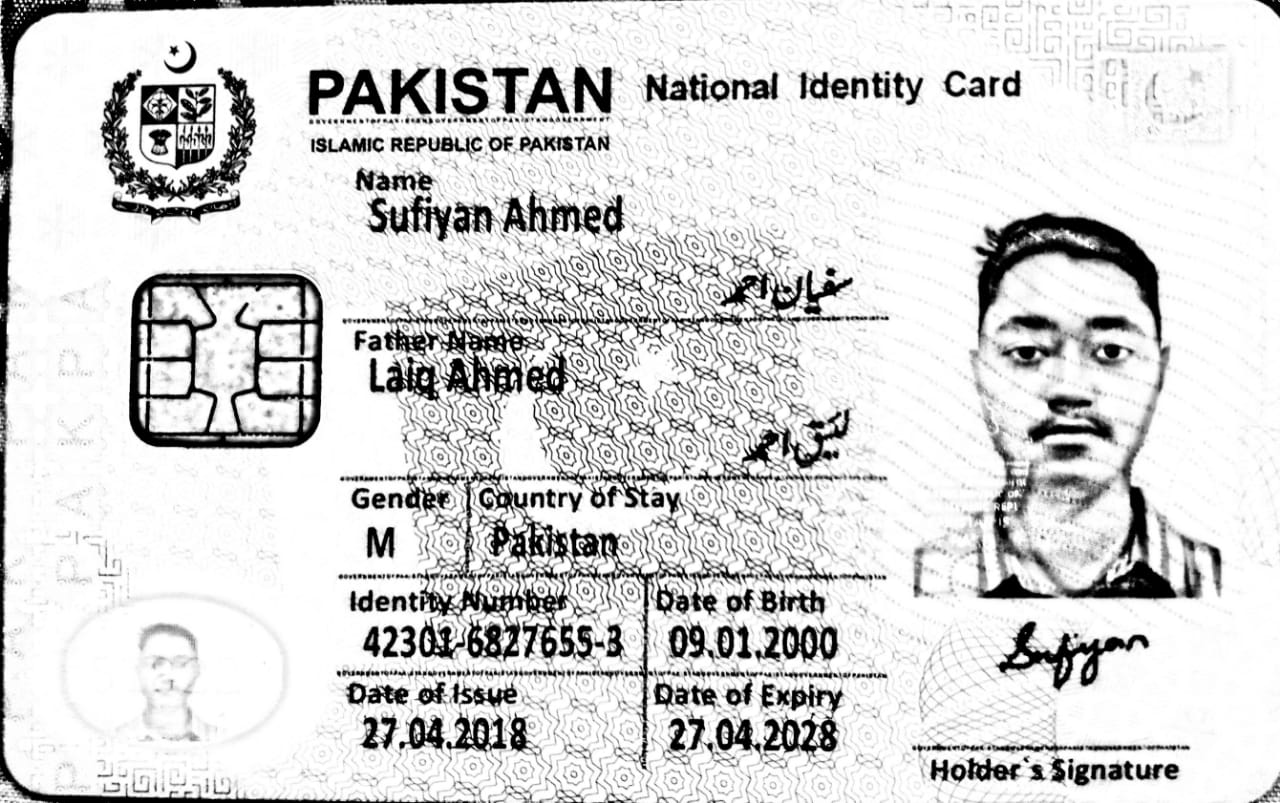 PAKISTAN National Identity Card
ISLAMIC REPUBLIC OF PAKISTAN
Name
Sufiyan Ahmed
سفیان احمد
Father Name
Laiq Ahmed
لئیق احمد
Gender Country of Stay
M Pakistan
Identity Number Date of Birth
42301-6827655-3 09.01.2000
Date of Issue Date of Expiry
27.04.2018 27.04.2028
Sufiyan
Holder's Signature